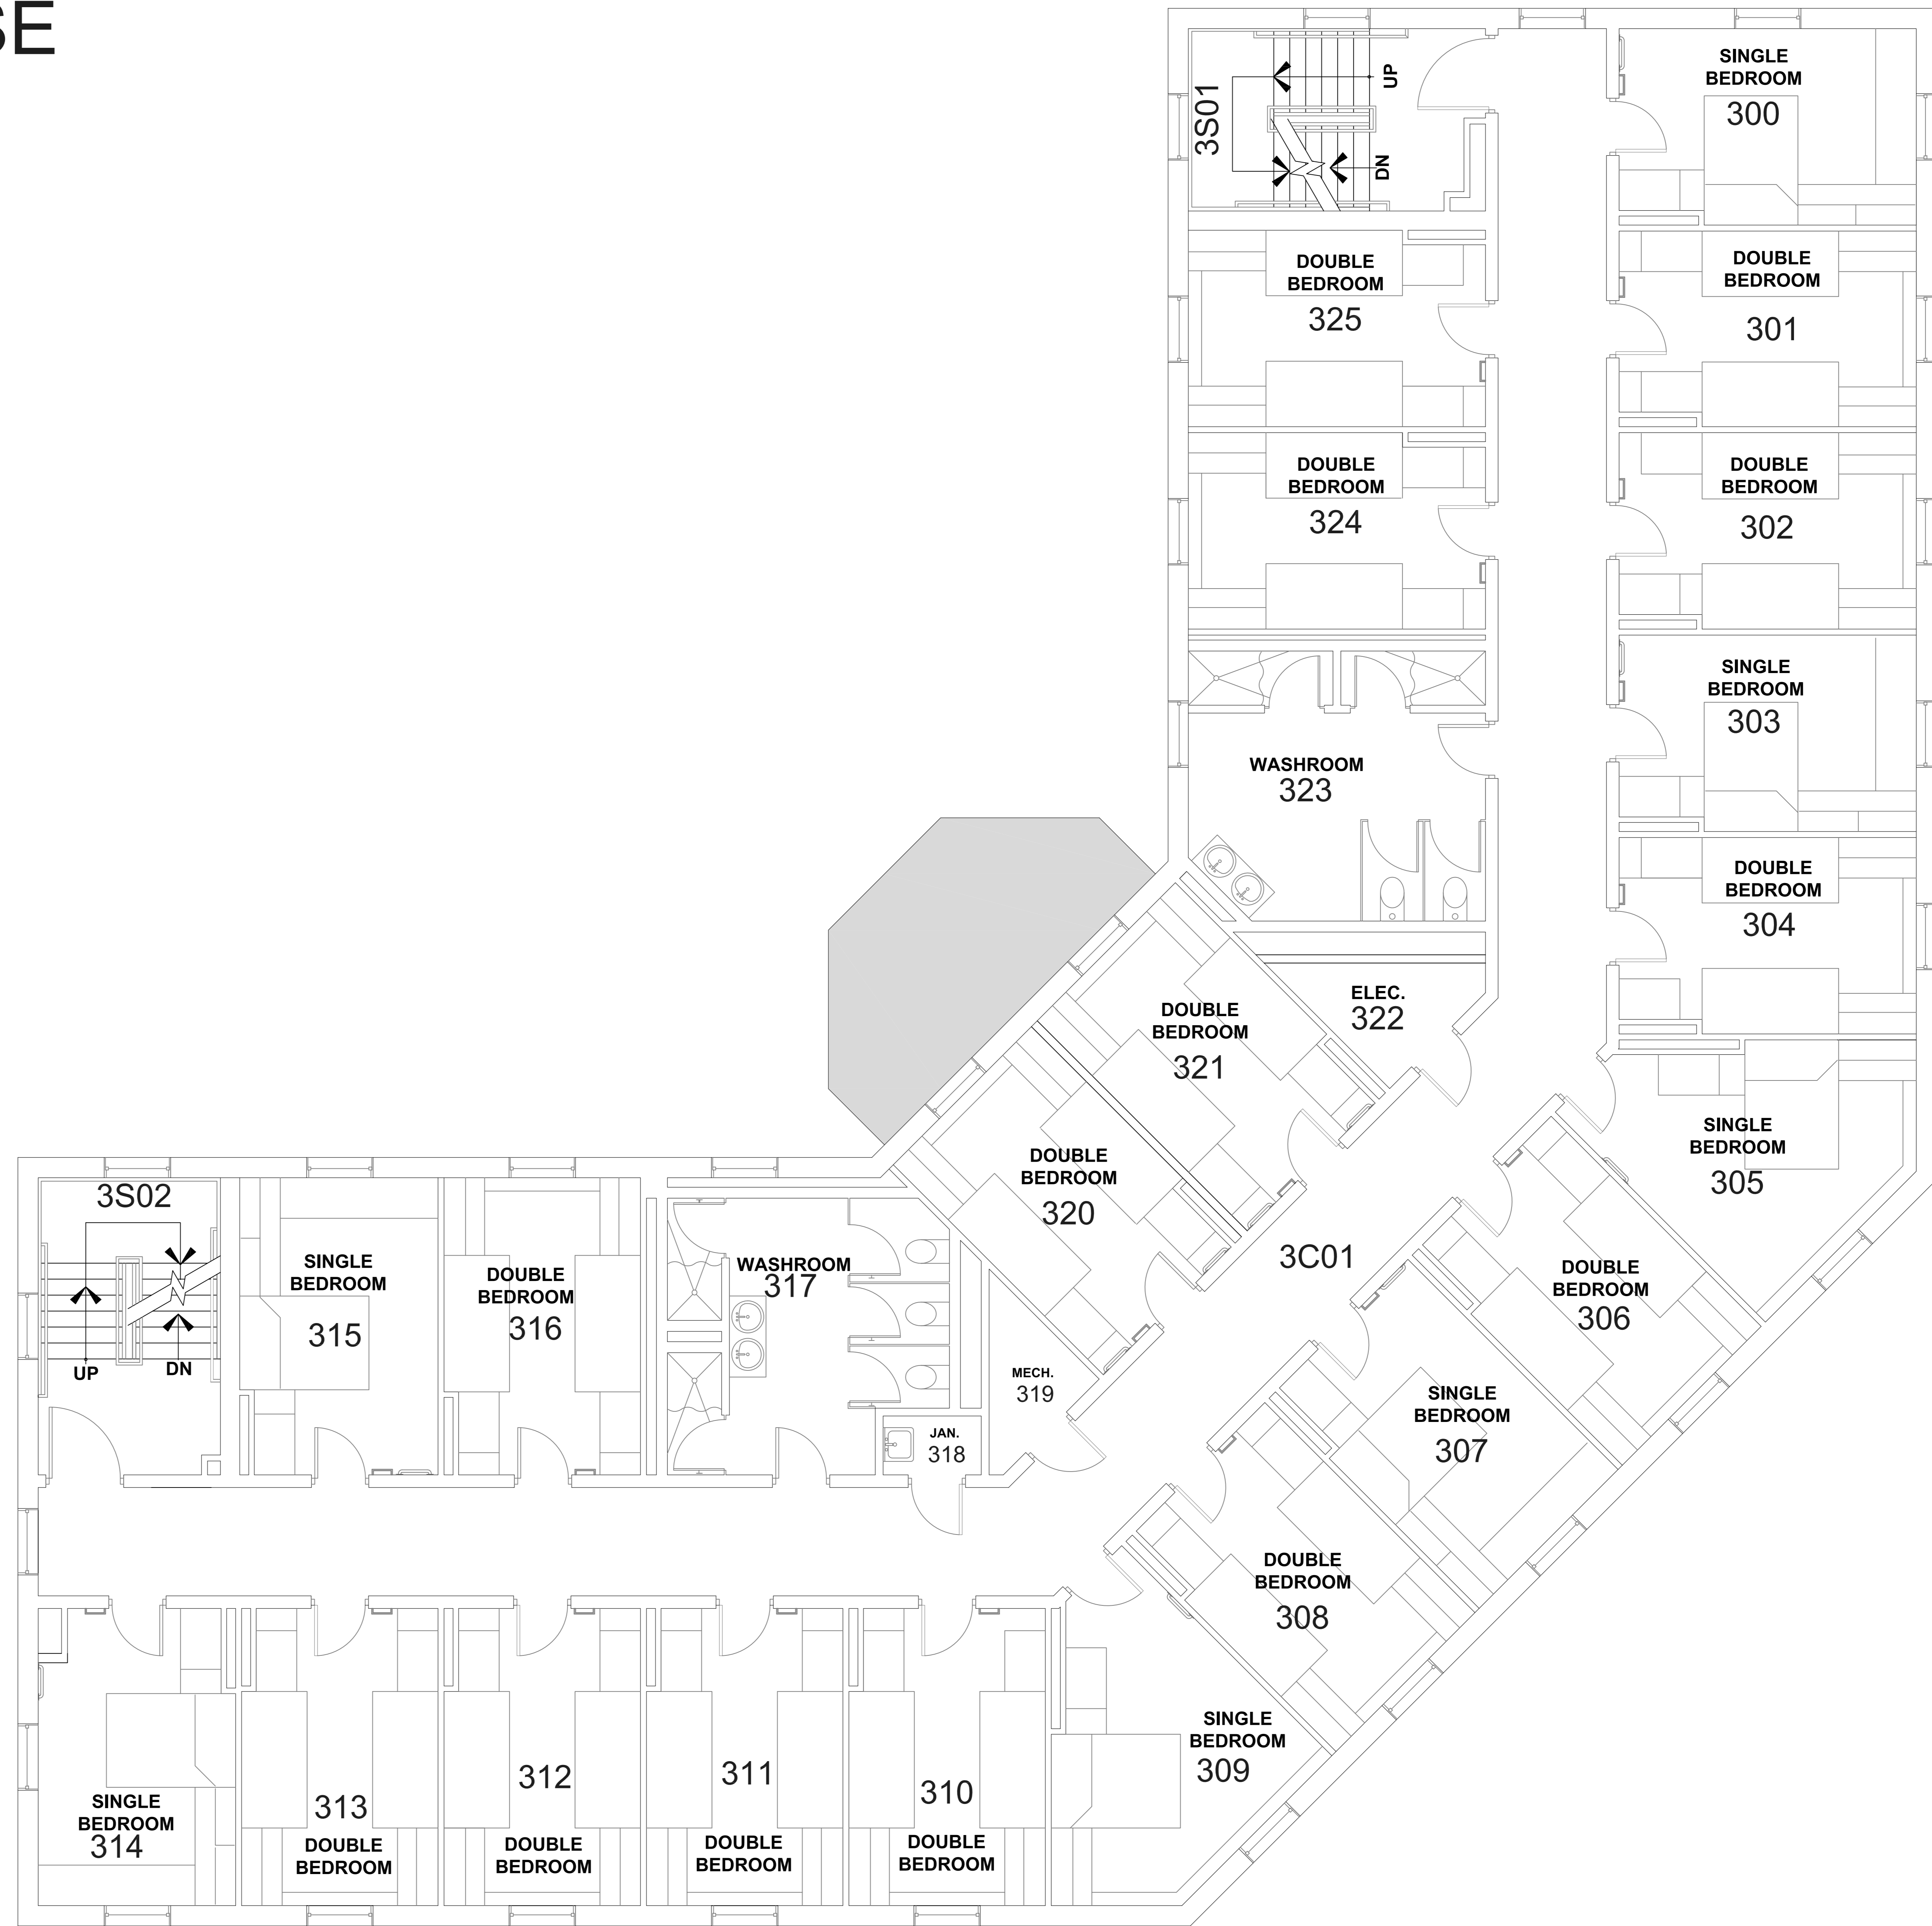 SE
SINGLE
BEDROOM
300
3S01
UP
DN
DOUBLE
BEDROOM
325
DOUBLE
BEDROOM
301
DOUBLE
BEDROOM
324
DOUBLE
BEDROOM
302
SINGLE
BEDROOM
303
WASHROOM
323
DOUBLE
BEDROOM
304
ELEC.
322
DOUBLE
BEDROOM
321
SINGLE
BEDROOM
305
DOUBLE
BEDROOM
320
3C01
DOUBLE
BEDROOM
306
3S02
UP
DN
SINGLE
BEDROOM
315
DOUBLE
BEDROOM
316
WASHROOM
317
MECH.
319
JAN.
318
SINGLE
BEDROOM
307
DOUBLE
BEDROOM
308
SINGLE
BEDROOM
309
SINGLE
BEDROOM
314
313
DOUBLE
BEDROOM
312
DOUBLE
BEDROOM
311
DOUBLE
BEDROOM
310
DOUBLE
BEDROOM